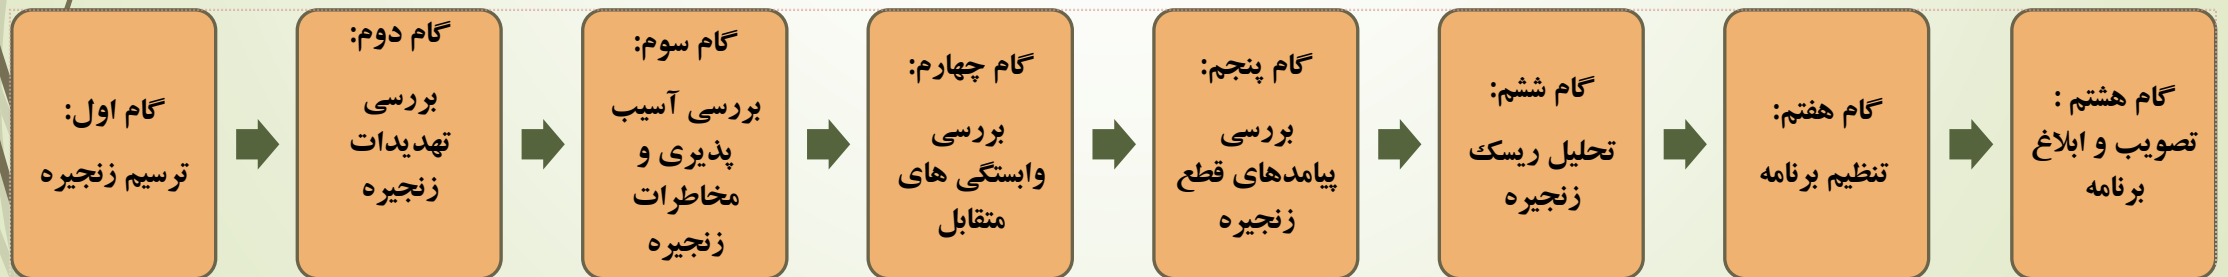 گام اول:
ترسیم زنجیره
گام دوم:
بررسی
تهدیدات
زنجیره
گام سوم:
بررسی آسیب
پذیری و
مخاطرات
زنجیره
گام چهارم:
بررسی
وابستگی های
متقابل
گام پنجم:
بررسی
پیامدهای قطع
زنجیره
گام ششم:
تحلیل ریسک
زنجیره
گام هفتم:
تنظیم برنامه
گام هشتم :
تصویب و ابلاغ
برنامه